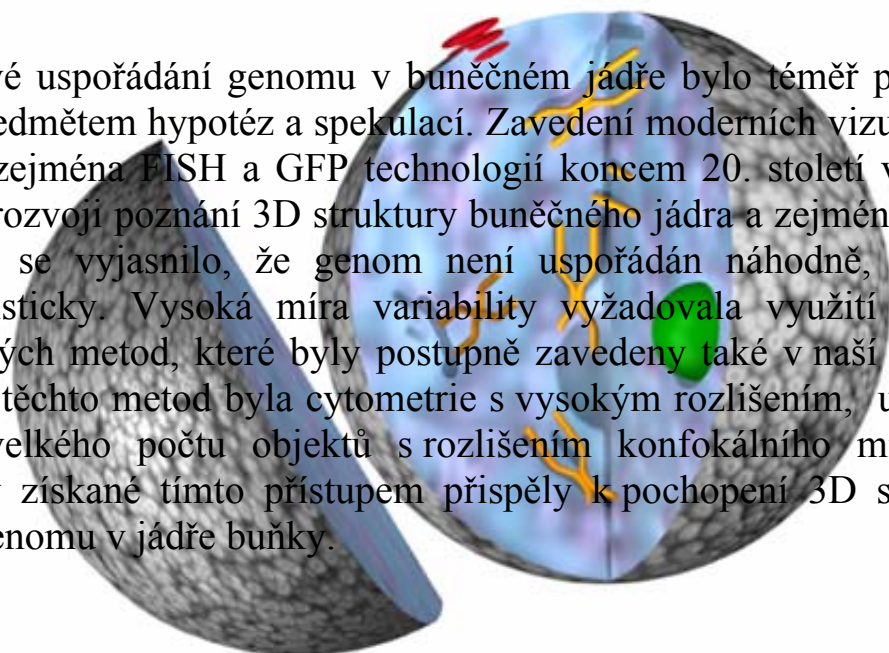 vé uspořádání genomu v buněčném jádře bylo téměř p
edmětem hypotéz a spekulací. Zavedení moderních vizu
zejména FISH a GFP technologií koncem 20. století v
rozvoji poznání 3D struktury buněčného jádra a zejmén
se vyjasnilo, že genom není uspořádán náhodně,
isticky. Vysoká míra variability vyžadovala využití
ých metod, které byly postupně zavedeny také v naší
těchto metod byla cytometrie s vysokým rozlišením, u
velkého počtu objektů s rozlišením konfokálního m
y získané tímto přístupem přispěly k pochopení 3D s
enomu v jádře buňky.